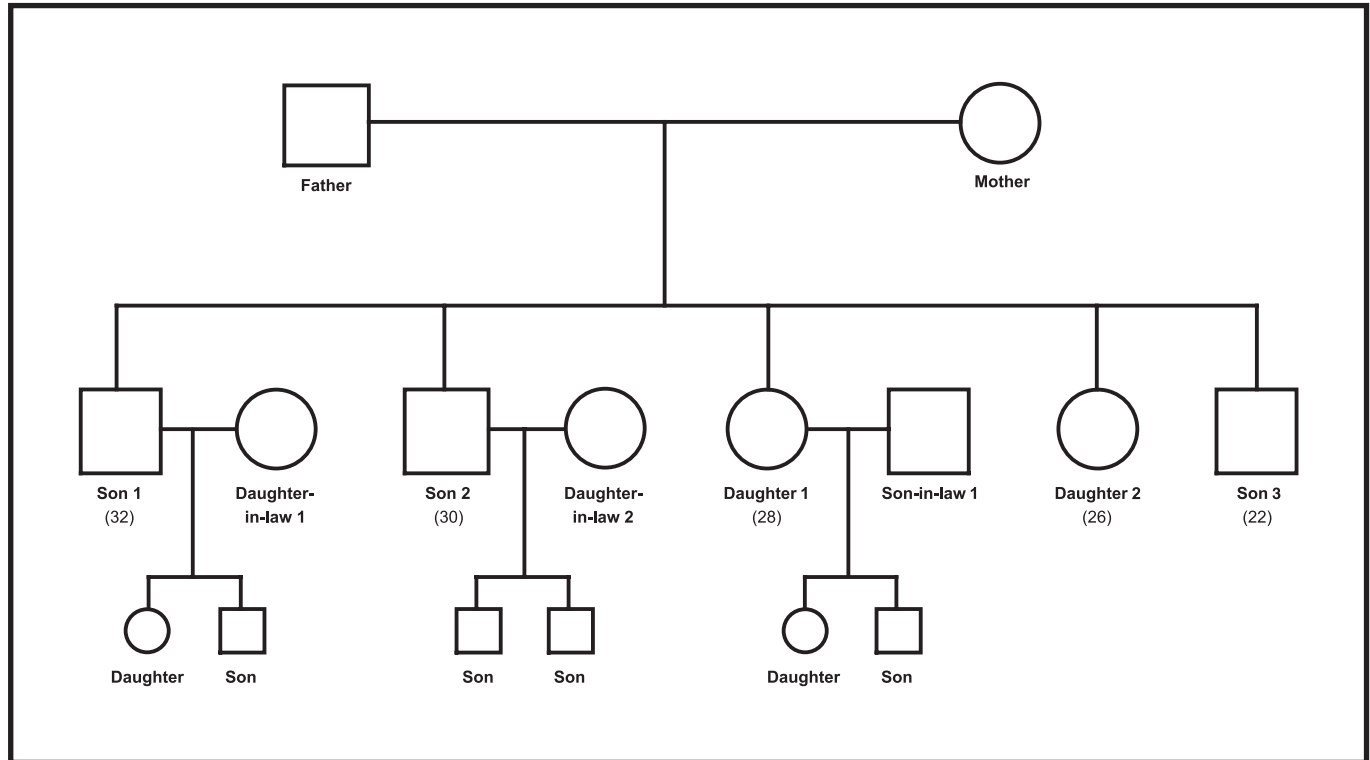 Father
Mother
Son 1
(32)
Daughter-
in-law 1
Son 2
(30)
Daughter-
in-law 2
Daughter 1
(28)
Son-in-law 1
Daughter 2
(26)
Son 3
(22)
Daughter
Son
Son
Son
Daughter
Son